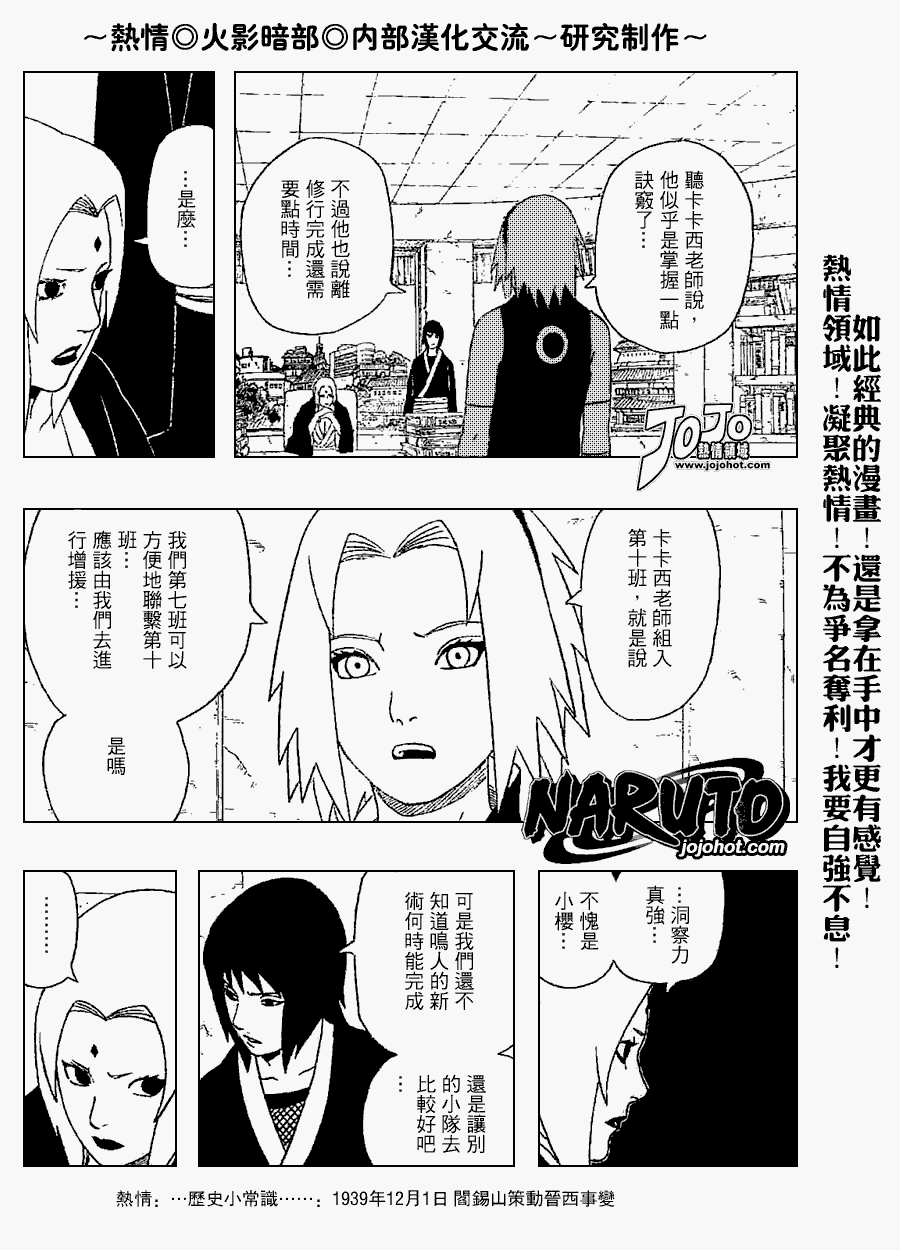 ～熱情◎火影暗部◎内部漢化交流～研究制作～
聽卡卡西老師說，
他似乎是掌握一點
訣竅了…
不過他也說離
修行完成還需
要點時間…
…是麼…
JOJO
熱情領域
www.jojohot.com
如此經典的漫畫！還是拿在手中才更有感覺！
熱情領域！凝聚熱情！不為爭名奪利！我要自強不息！
卡卡西老師組入
第十班，就是說
我們第七班可以
方便地聯繫第十
班…
應該由我們去進
行增援…
是嗎
NARUTO
jojohot.com
…洞察力
真強…
不愧是
小櫻…
可是我們還不
知道鳴人的新
術何時能完成
還是讓別
的小隊去
比較好吧
…
………
熱情：…歷史小常識……：1939年12月1日 閻錫山策動晉西事變